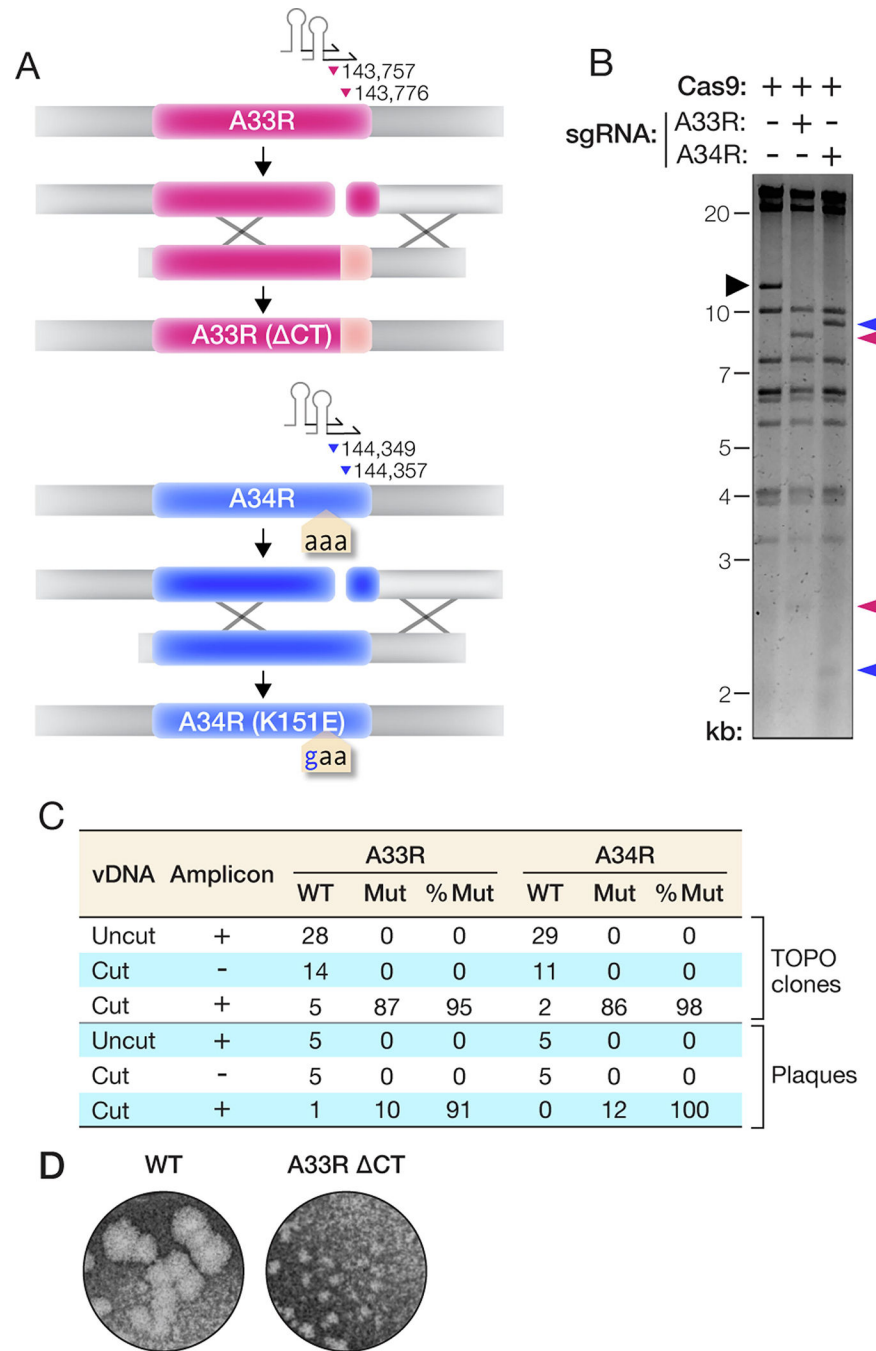 A
143,757
143,776
A33R
A33R (ΔCT)
144,349
144,357
A34R
aaa
A34R (K151E)
gaa
B
Cas9: + + +
sgRNA:
A33R: - + -
A34R: - - +
20
10
7
5
4
3
2
kb:
C
vDNA Amplicon A33R A34R
WT Mut % Mut WT Mut % Mut
Uncut + 28 0 0 29 0 0
Cut - 14 0 0 11 0 0
Cut + 5 87 95 2 86 98
TOPO
clones
Uncut + 5 0 0 5 0 0
Cut - 5 0 0 5 0 0
Cut + 1 10 91 0 12 100
Plaques
D
WT A33R ΔCT